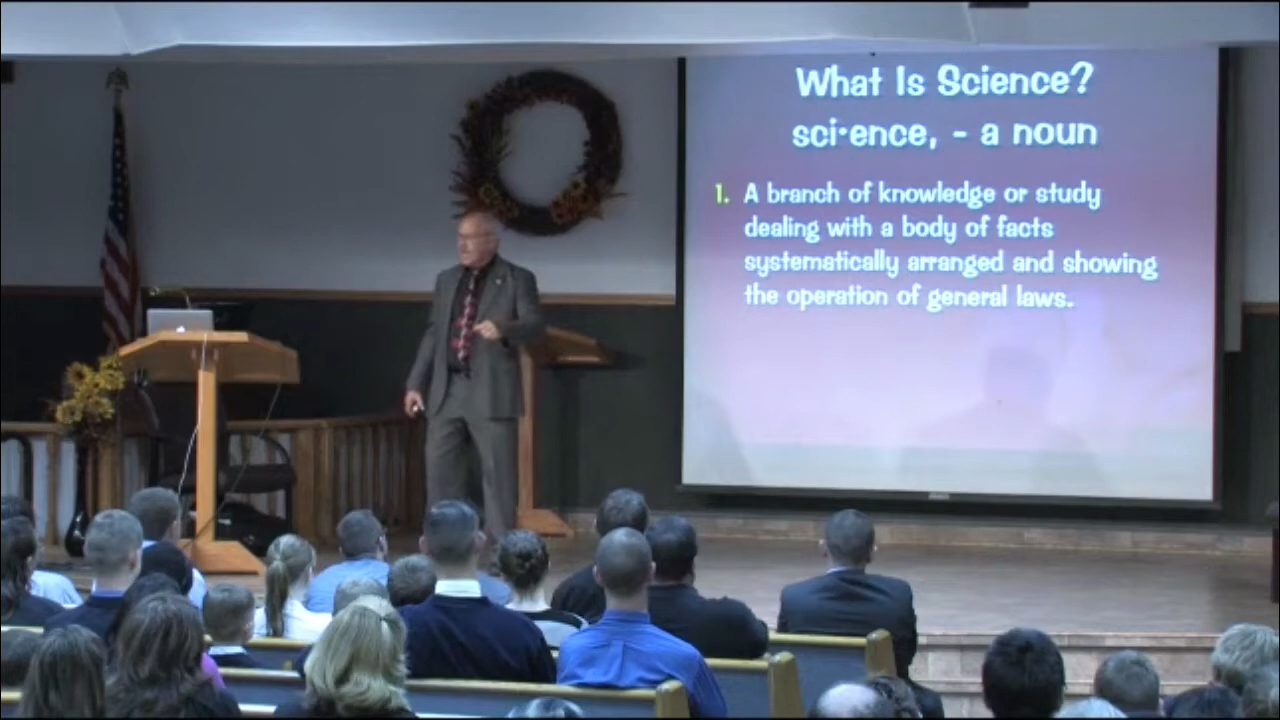 What Is Science?
sci·ence, - a noun
1. A branch of knowledge or study
dealing with a body of facts
systematically arranged and showing
the operation of general laws.